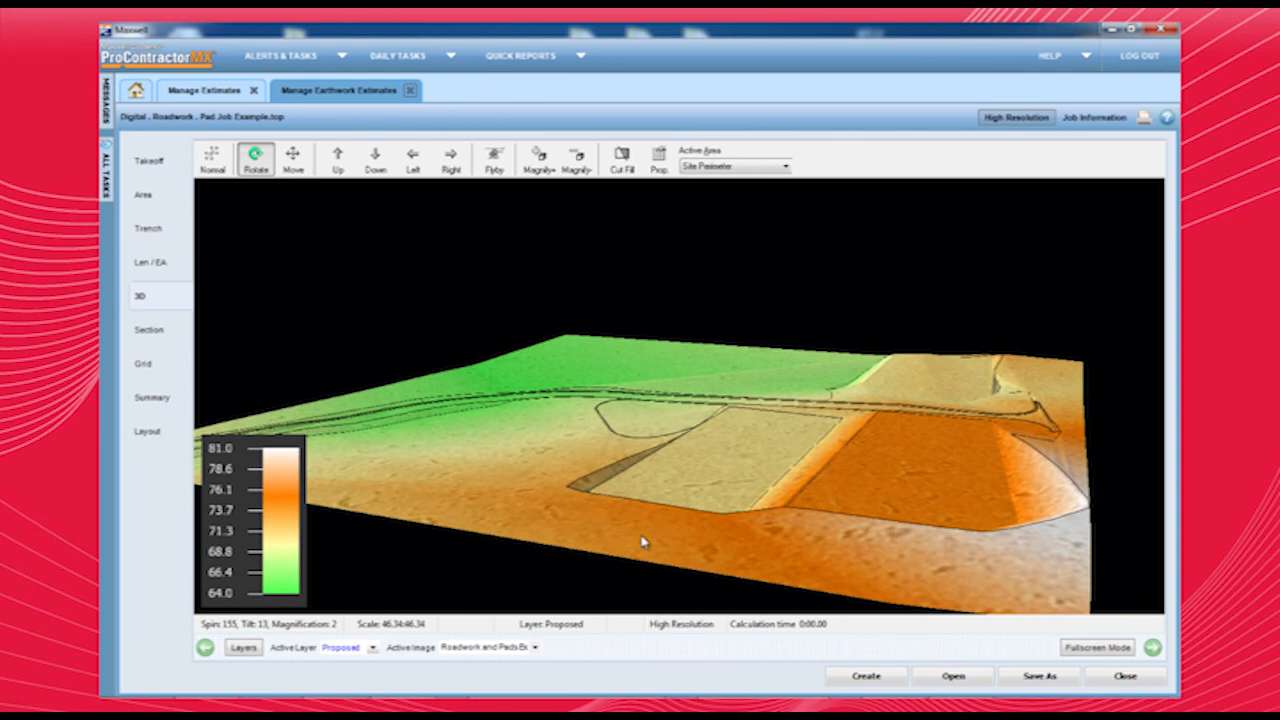 Maxwell
ProContractorMX
ALERTS & TASKS
DAILY TASKS
QUICK REPORTS
HELP
LOG OUT
MESSAGES
ALL TASKS
Manage Estimates
Manage Earthwork Estimates
Digital . Roadwork . Pad Job Example.top
High Resolution
Job Information
Takeoff
Area
Trench
Len / EA
3D
Section
Grid
Summary
Layout
Normal
Rotate
Move
Up
Down
Left
Right
Flyby
Magnify+
Magnify-
Cut Fill
Prop.
Active Area
Site Perimeter
81.0
78.6
76.1
73.7
71.3
68.8
66.4
64.0
Spin: 155, Tilt: 13, Magnification: 2
Scale: 46.34:46.34
Layer: Proposed
High Resolution
Calculation time 0:00.00
Layers
Active Layer
Proposed
Active Image
Roadwork and Pads Ex
Fullscreen Mode
Create
Open
Save As
Close